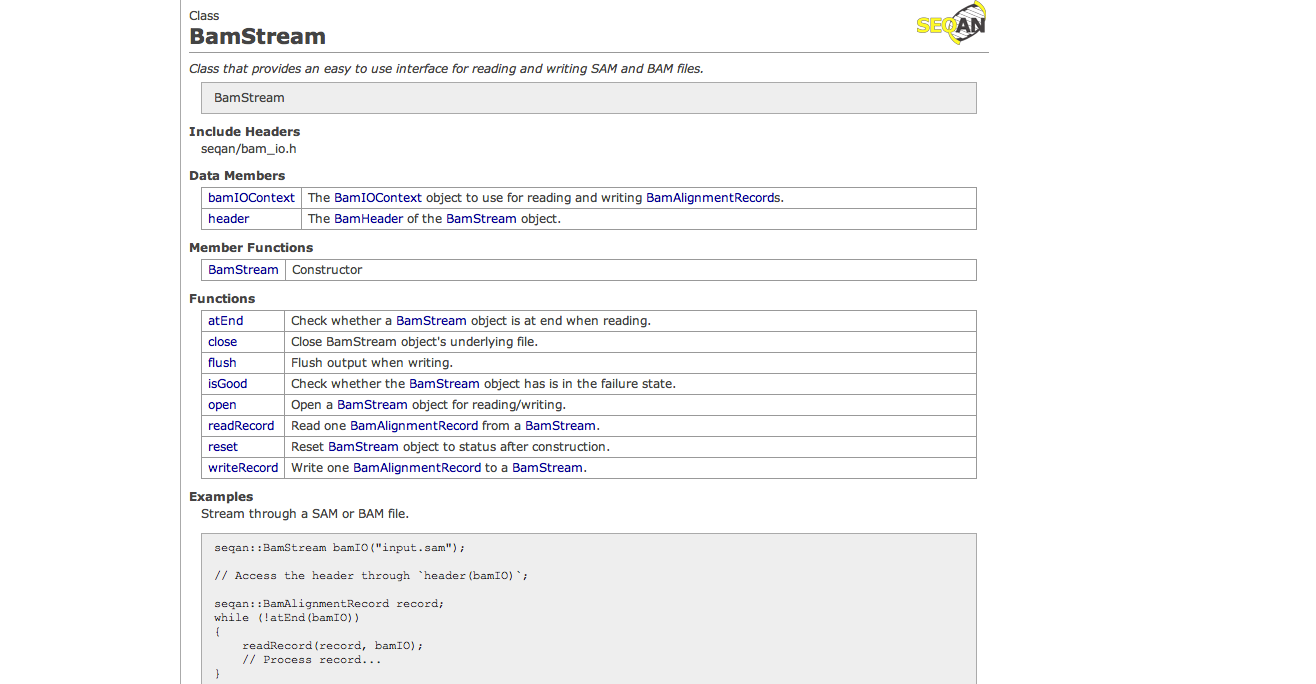 Class
BamStream
SEQAN
Class that provides an easy to use interface for reading and writing SAM and BAM files.
BamStream
Include Headers
seqan/bam_io.h
Data Members
bamIOContext The BamIOContext object to use for reading and writing BamAlignmentRecords.
header The BamHeader of the BamStream object.
Member Functions
BamStream Constructor
Functions
atEnd Check whether a BamStream object is at end when reading.
close Close BamStream object's underlying file.
flush Flush output when writing.
isGood Check whether the BamStream object has is in the failure state.
open Open a BamStream object for reading/writing.
readRecord Read one BamAlignmentRecord from a BamStream.
reset Reset BamStream object to status after construction.
writeRecord Write one BamAlignmentRecord to a BamStream.
Examples
Stream through a SAM or BAM file.
seqan::BamStream bamIO("input.sam");
// Access the header through `header(bamIO)`;
seqan::BamAlignmentRecord record;
while (!atEnd(bamIO))
{
    readRecord(record, bamIO);
    // Process record...
}